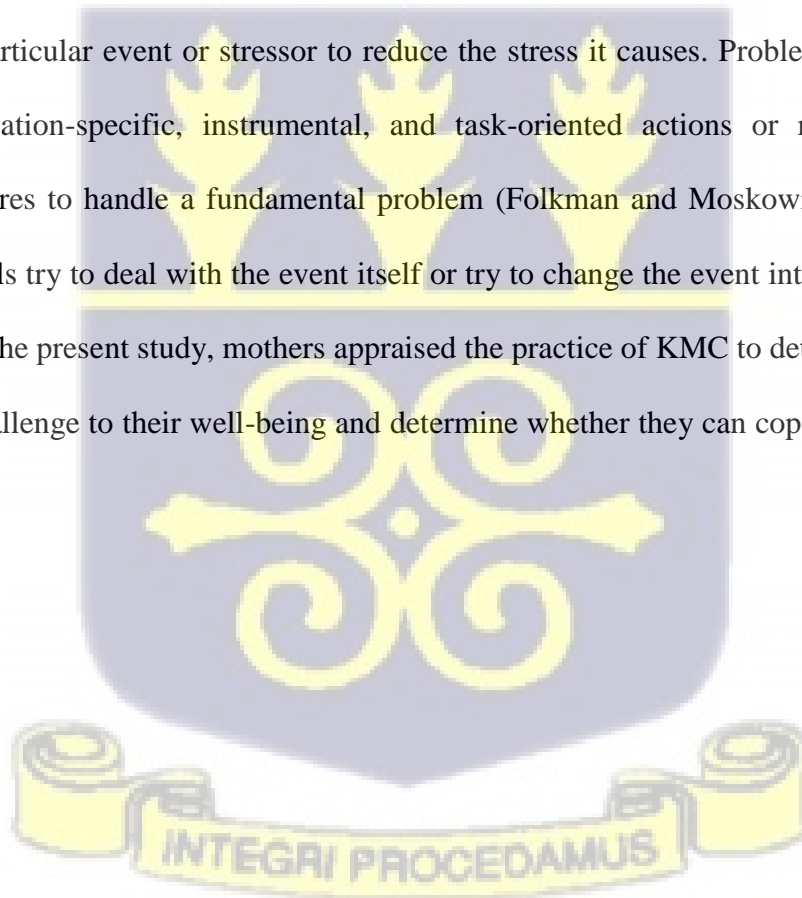 rticular event or stressor to reduce the stress it causes. Proble
ation-specific, instrumental, and task-oriented actions or
res to handle a fundamental problem (Folkman and Moskow
ls try to deal with the event itself or try to change the event int
he present study, mothers appraised the practice of KMC to det
allenge to their well-being and determine whether they can cop
INTEGRI PROCEDAMUS